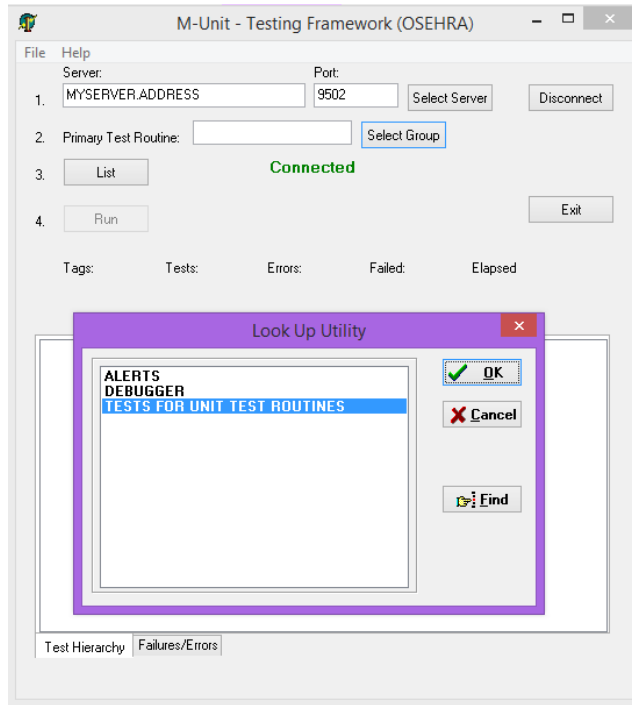 M-Unit - Testing Framework (OSEHRA)
File Help
Server: Port:
1. MYSERVER.ADDRESS 9502 Select Server Disconnect
2. Primary Test Routine: Select Group
3. List Connected
Exit
4. Run
Tags: Tests: Errors: Failed: Elapsed
Look Up Utility
ALERTS
DEBUGGER
TESTS FOR UNIT TEST ROUTINES
OK
Cancel
Find
Test Hierarchy Failures/Errors